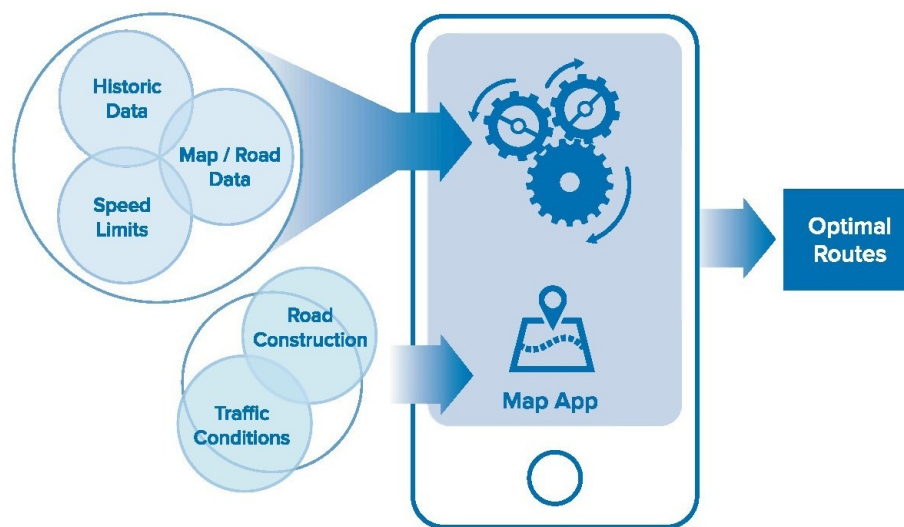 Historic
Data
Map / Road
Data
Speed
Limits
Road
Construction
Traffic
Conditions
Map App
Optimal
Routes